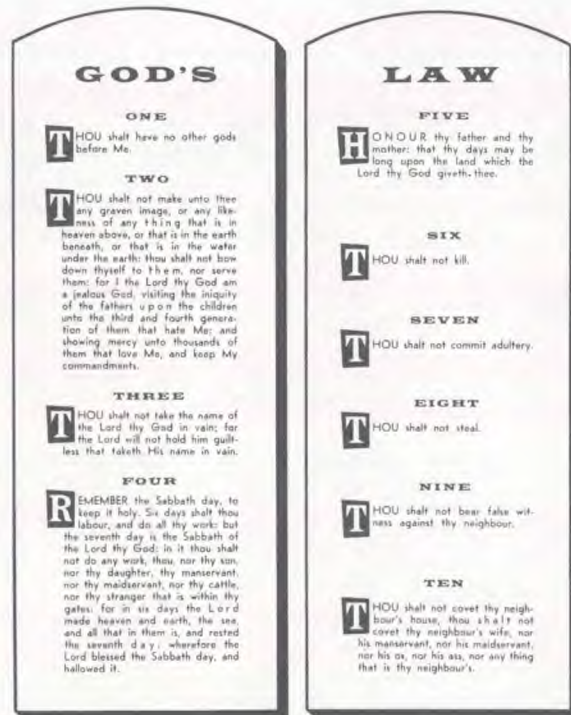 GOD'S
ONE
THOU shalt have no other gods
before Me.
TWO
THOU shalt not make unto thee
any graven image, or any like-
ness of any thing that is in
heaven above, or that is in the earth
beneath, or that is in the water
under the earth: thou shalt not bow
down thyself to them, nor serve
them: for I the Lord thy God am
a jealous God, visiting the iniquity
of the fathers upon the children
unto the third and fourth genera-
tion of them that hate Me; and
showing mercy unto thousands of
them that love Me, and keep My
commandments.
THREE
THOU shalt not take the name of
the Lord thy God in vain; for
the Lord will not hold him guilt-
less that taketh His name in vain.
FOUR
REMEMBER the Sabbath day, to
keep it holy. Six days shalt thou
labour, and do all thy work: but
the seventh day is the Sabbath of
the Lord thy God: in it thou shalt
not do any work, thou, nor thy son,
nor thy daughter, thy manservant,
nor thy maidservant, nor thy cattle,
nor thy stranger that is within thy
gates: for in six days the Lord
made heaven and earth, the sea,
and all that in them is, and rested
the seventh day: wherefore the
Lord blessed the Sabbath day, and
hallowed it.
LAW
FIVE
HONOUR thy father and thy
mother: that thy days may be
long upon the land which the
Lord thy God giveth thee.
SIX
THOU shalt not kill.
SEVEN
THOU shalt not commit adultery.
EIGHT
THOU shalt not steal.
NINE
THOU shalt not bear false wit-
ness against thy neighbour.
TEN
THOU shalt not covet thy neigh-
bour's house, thou shalt not
covet thy neighbour's wife, nor
his manservant, nor his maidservant,
nor his ox, nor his ass, nor any thing
that is thy neighbour's.